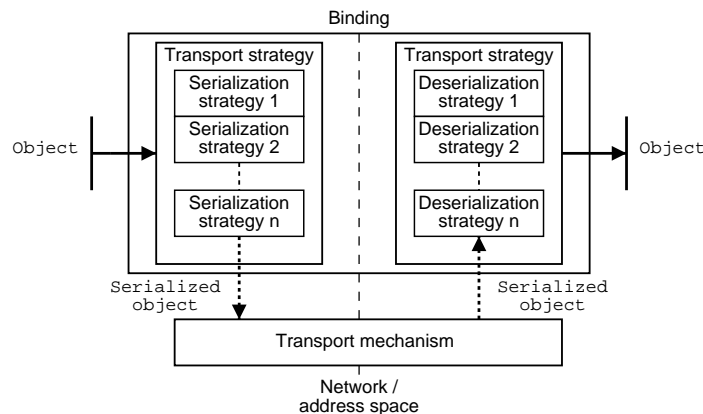 Binding
Transport strategy
Serialization
strategy 1
Serialization
strategy 2
Serialization
strategy n
Transport strategy
Deserialization
strategy 1
Deserialization
strategy 2
Deserialization
strategy n
Object
Object
Serialized
object
Serialized
object
Transport mechanism
Network /
address space